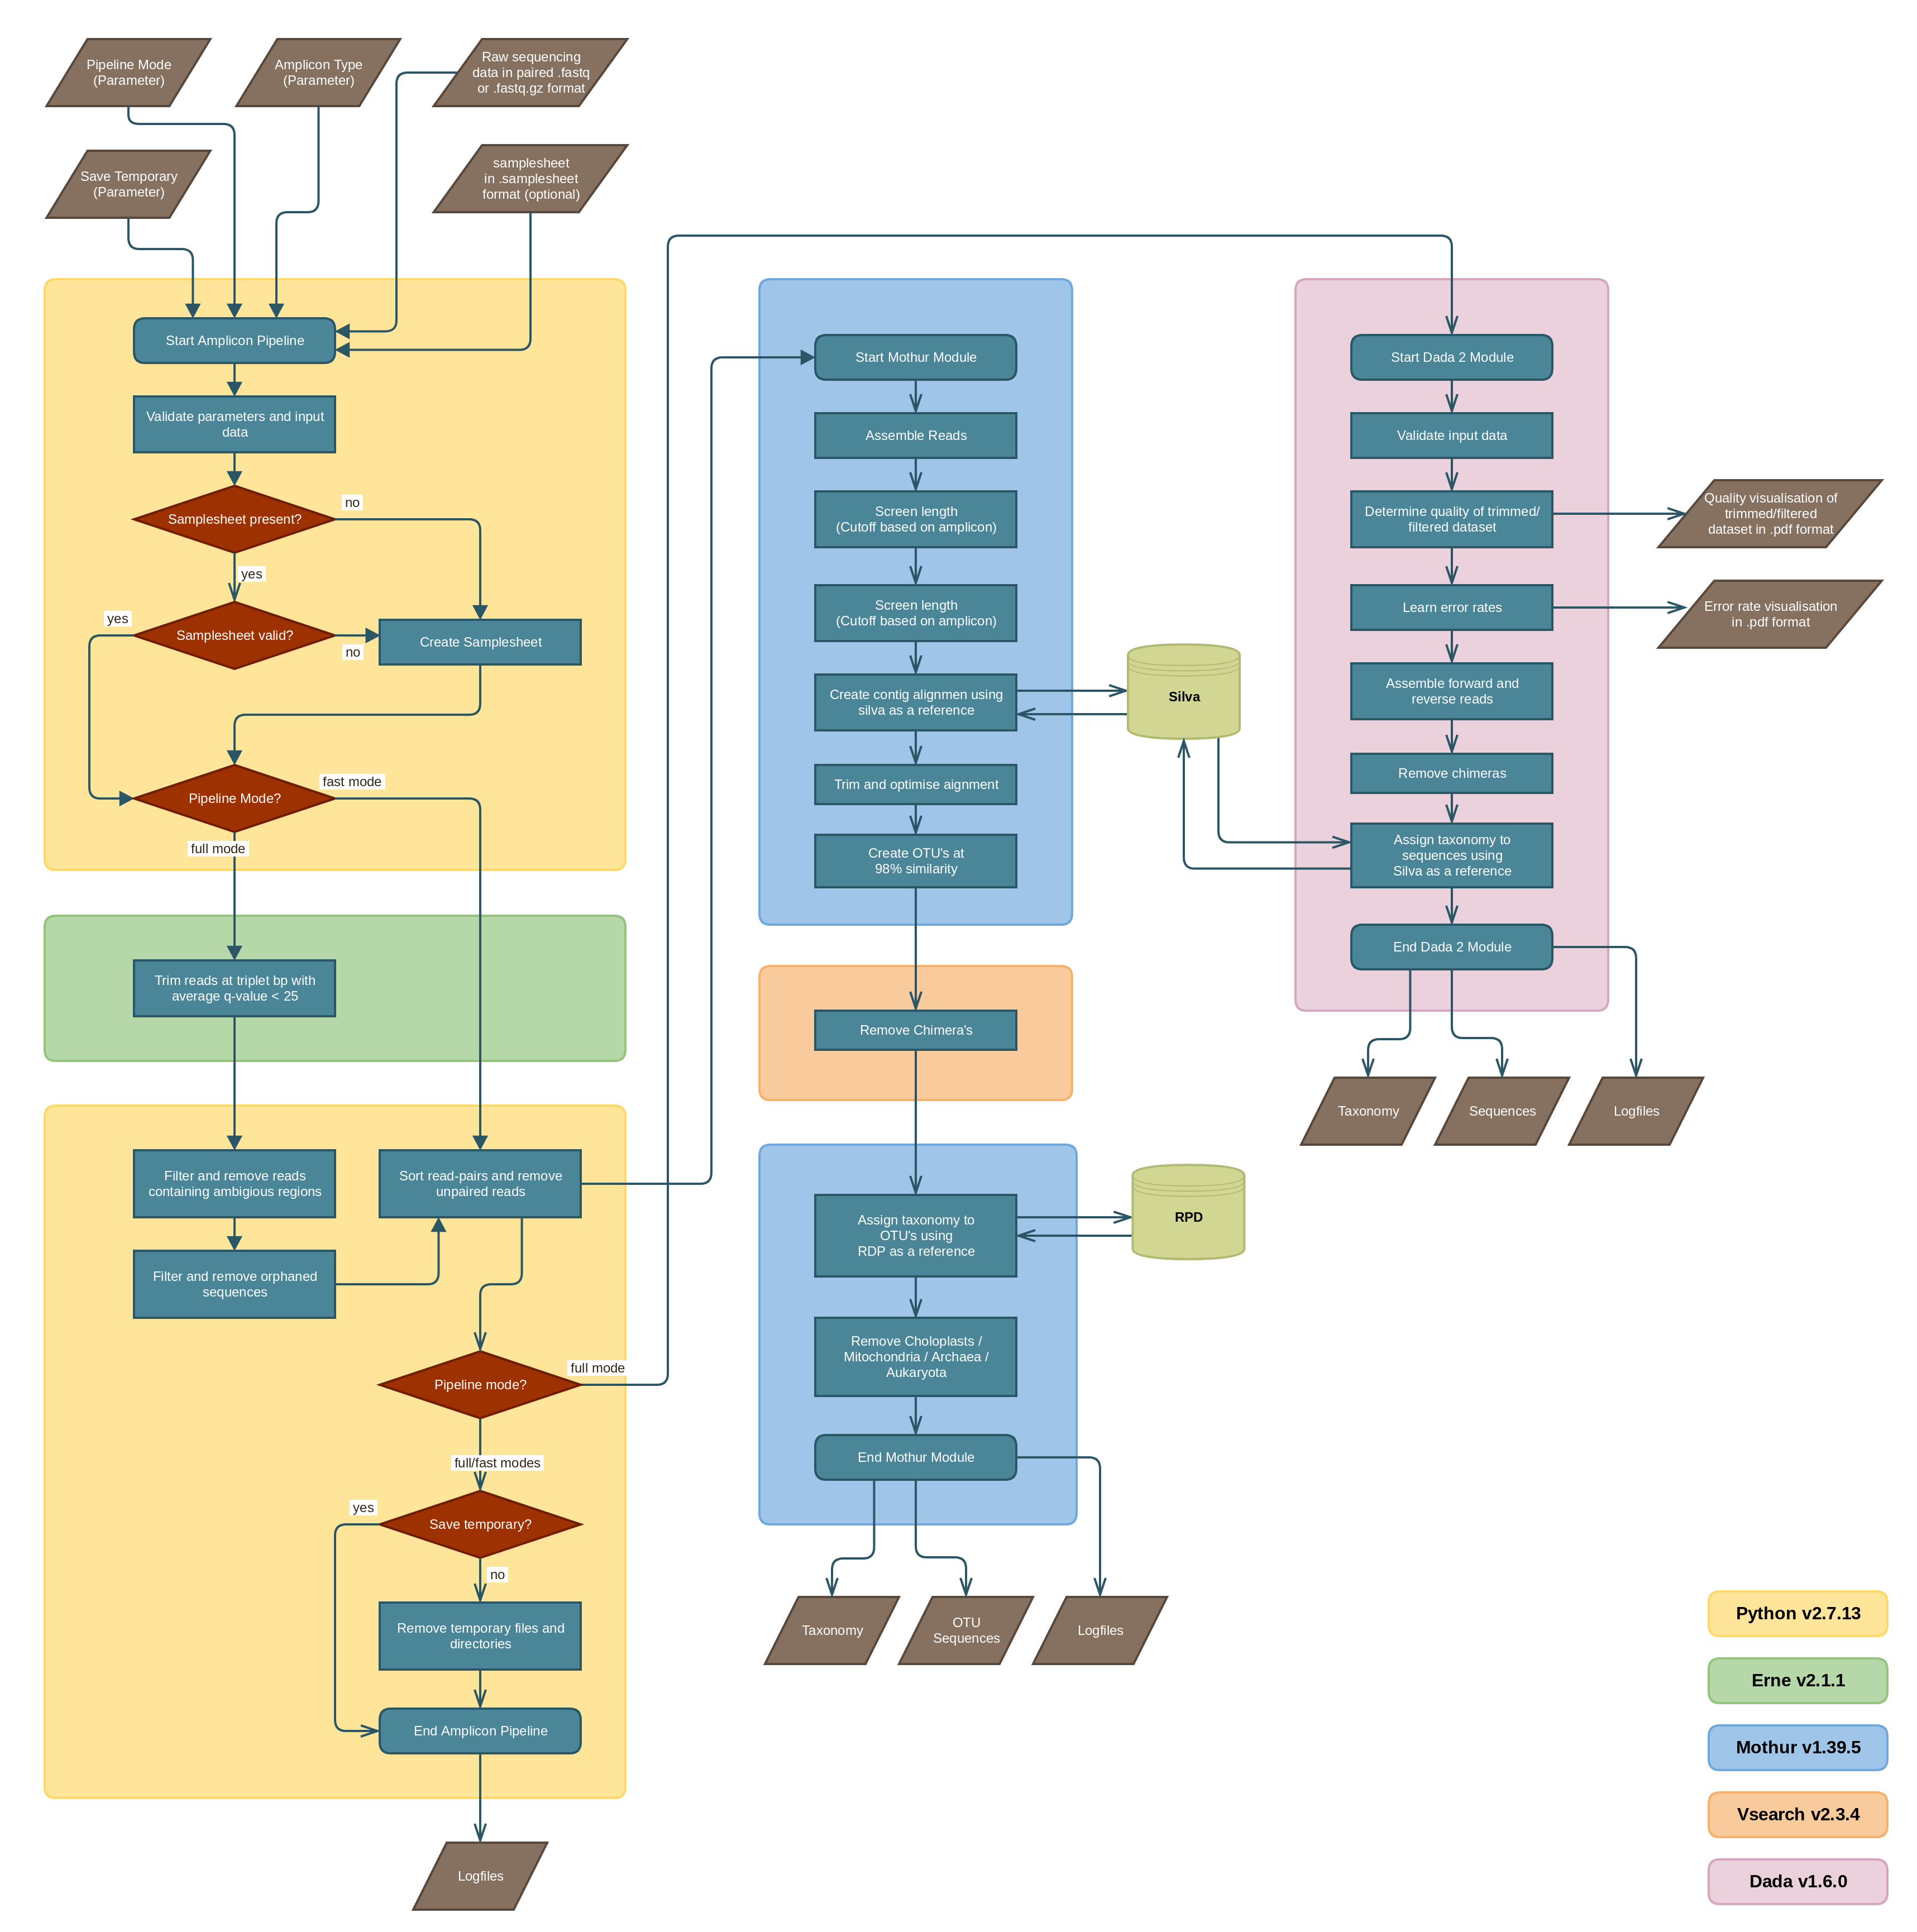 Pipeline Mode
(Parameter)
Amplicon Type
(Parameter)
Raw sequencing
data in paired .fastq
or .fastq.gz format
Save Temporary
(Parameter)
samplesheet
in .samplesheet
format (optional)
Start Amplicon Pipeline
Validate parameters and input
data
Samplesheet present?
no
yes
Samplesheet valid?
yes
no
Create Samplesheet
Pipeline Mode?
fast mode
full mode
Trim reads at triplet bp with
average q-value < 25
Filter and remove reads
containing ambigious regions
Sort read-pairs and remove
unpaired reads
Filter and remove orphaned
sequences
Pipeline mode?
full mode
full/fast modes
Save temporary?
yes
no
Remove temporary files and
directories
End Amplicon Pipeline
Logfiles
Start Mothur Module
Assemble Reads
Screen length
(Cutoff based on amplicon)
Screen length
(Cutoff based on amplicon)
Create contig alignmen using
silva as a reference
Silva
Trim and optimise aignment
Create OTU's at
98% similarity
Remove Chimera's
Assign taxonomy to
OTU's using
RDP as a reference
RPD
Remove Choloplasts /
Mitochondria / Archaea /
Aukaryota
End Mothur Module
Taxonomy
OTU
Sequences
Logfiles
Start Dada 2 Module
Validate input data
Determine quality of trimmed/
filtered dataset
Quality visualisation of
trimmed/filtered
dataset in .pdf format
Learn error rates
Error rate visualisation
in .pdf format
Assemble forward and
reverse reads
Remove chimeras
Assign taxonomy to
sequences using
Silva as a reference
End Dada 2 Module
Taxonomy
Sequences
Logfiles
Python v2.7.13
Erne v2.1.1
Mothur v1.39.5
Vsearch v2.3.4
Dada v1.6.0